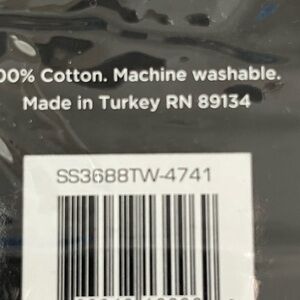 00% Cotton. Machine washable.
Made in Turkey RN 89134
SS3688TW-4741